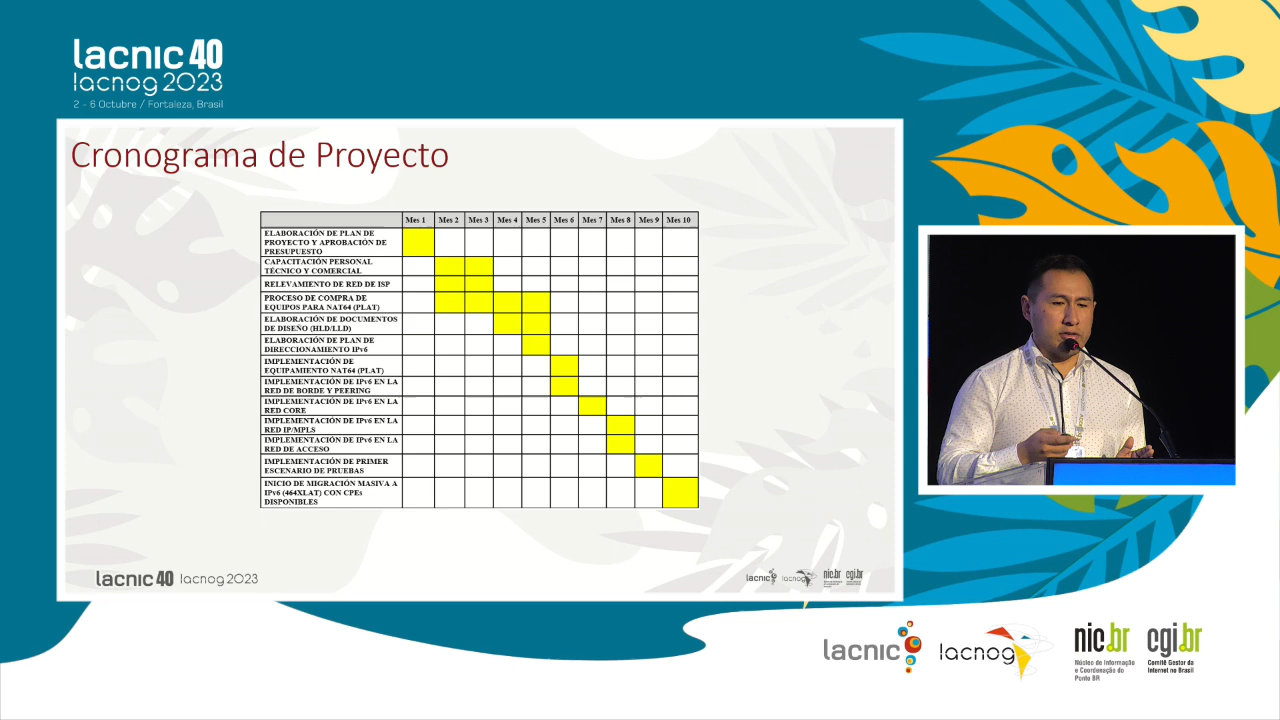 lacnic 40
lacnog 2023
2 - 6 Octubre / Fortaleza, Brasil
Cronograma de Proyecto
Mes 1 Mes 2 Mes 3 Mes 4 Mes 5 Mes 6 Mes 7 Mes 8 Mes 9 Mes 10
ELABORACIÓN DE PLAN DE
PROYECTO Y APROBACIÓN DE
PRESUPUESTO
CAPACITACIÓN PERSONAL
TÉCNICO Y COMERCIAL
RELEVAMIENTO DE RED DE ISP
PROCESO DE COMPRA DE
EQUIPOS PARA NAT64 (PLAT)
ELABORACIÓN DE DOCUMENTOS
DE DISEÑO (HLD/LLD)
ELABORACIÓN DE PLAN DE
DIRECCIONAMIENTO IPv6
IMPLEMENTACIÓN DE
EQUIPAMIENTO NAT64 (PLAT)
IMPLEMENTACIÓN DE IPv6 EN LA
RED DE BORDE Y PEERING
IMPLEMENTACIÓN DE IPv6 EN LA
RED CORE
IMPLEMENTACIÓN DE IPv6 EN LA
RED IP/MPLS
IMPLEMENTACIÓN DE IPv6 EN LA
RED DE ACCESO
IMPLEMENTACIÓN DE PRIMER
ESCENARIO DE PRUEBAS
INICIO DE MIGRACIÓN MASIVA A
IPv6 (464XLAT) CON CPEs
DISPONIBLES
lacnic 40 lacnog 2023
lacnic lacnog nic.br cgi.br
lacnic lacnog nic.br cgi.br
Núcleo de Informação
e Coordenação do
Ponto BR
Comitê Gestor da
Internet no Brasil